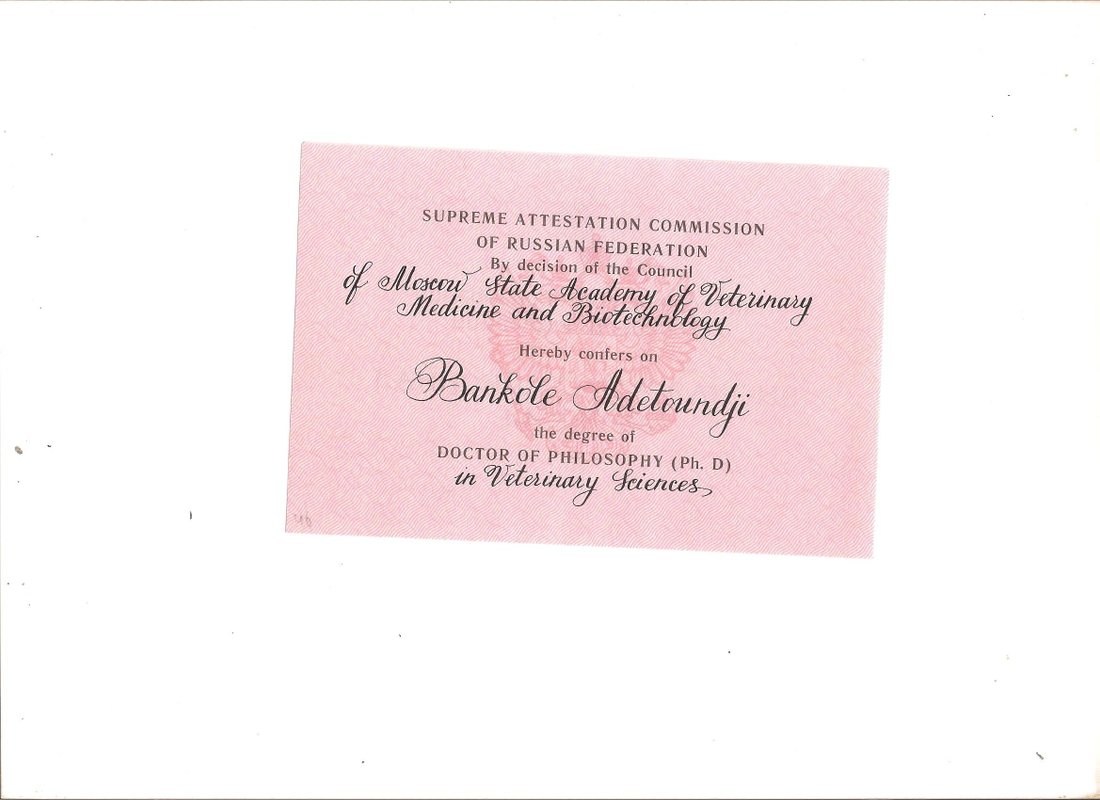 SUPREME ATTESTATION COMMISSION
OF RUSSIAN FEDERATION
By decision of the Council
of Moscow State Academy of Veterinary
Medicine and Biotechnology
Hereby confers on
Bankole Adetoundji
the degree of
DOCTOR OF PHILOSOPHY (Ph. D)
in Veterinary Sciences